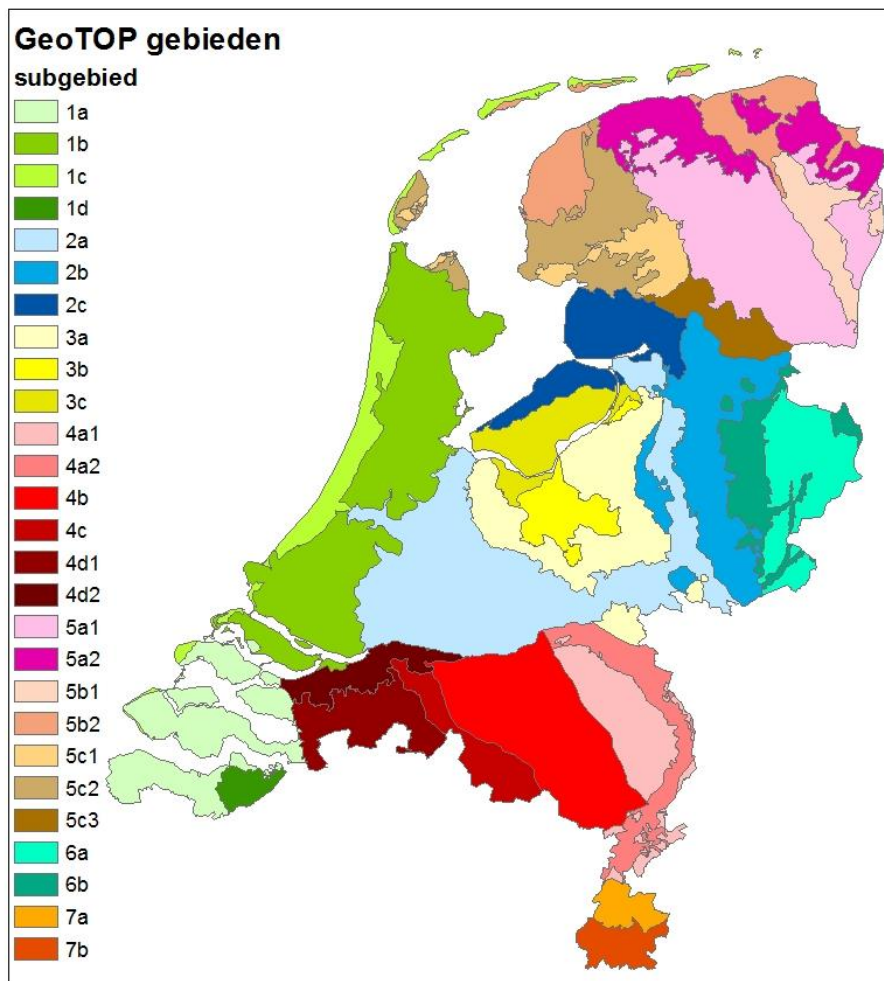 GeoTOP gebieden
subgebied
1a
1b
1c
1d
2a
2b
2c
3a
3b
3c
4a1
4a2
4b
4c
4d1
4d2
5a1
5a2
5b1
5b2
5c1
5c2
5c3
6a
6b
7a
7b